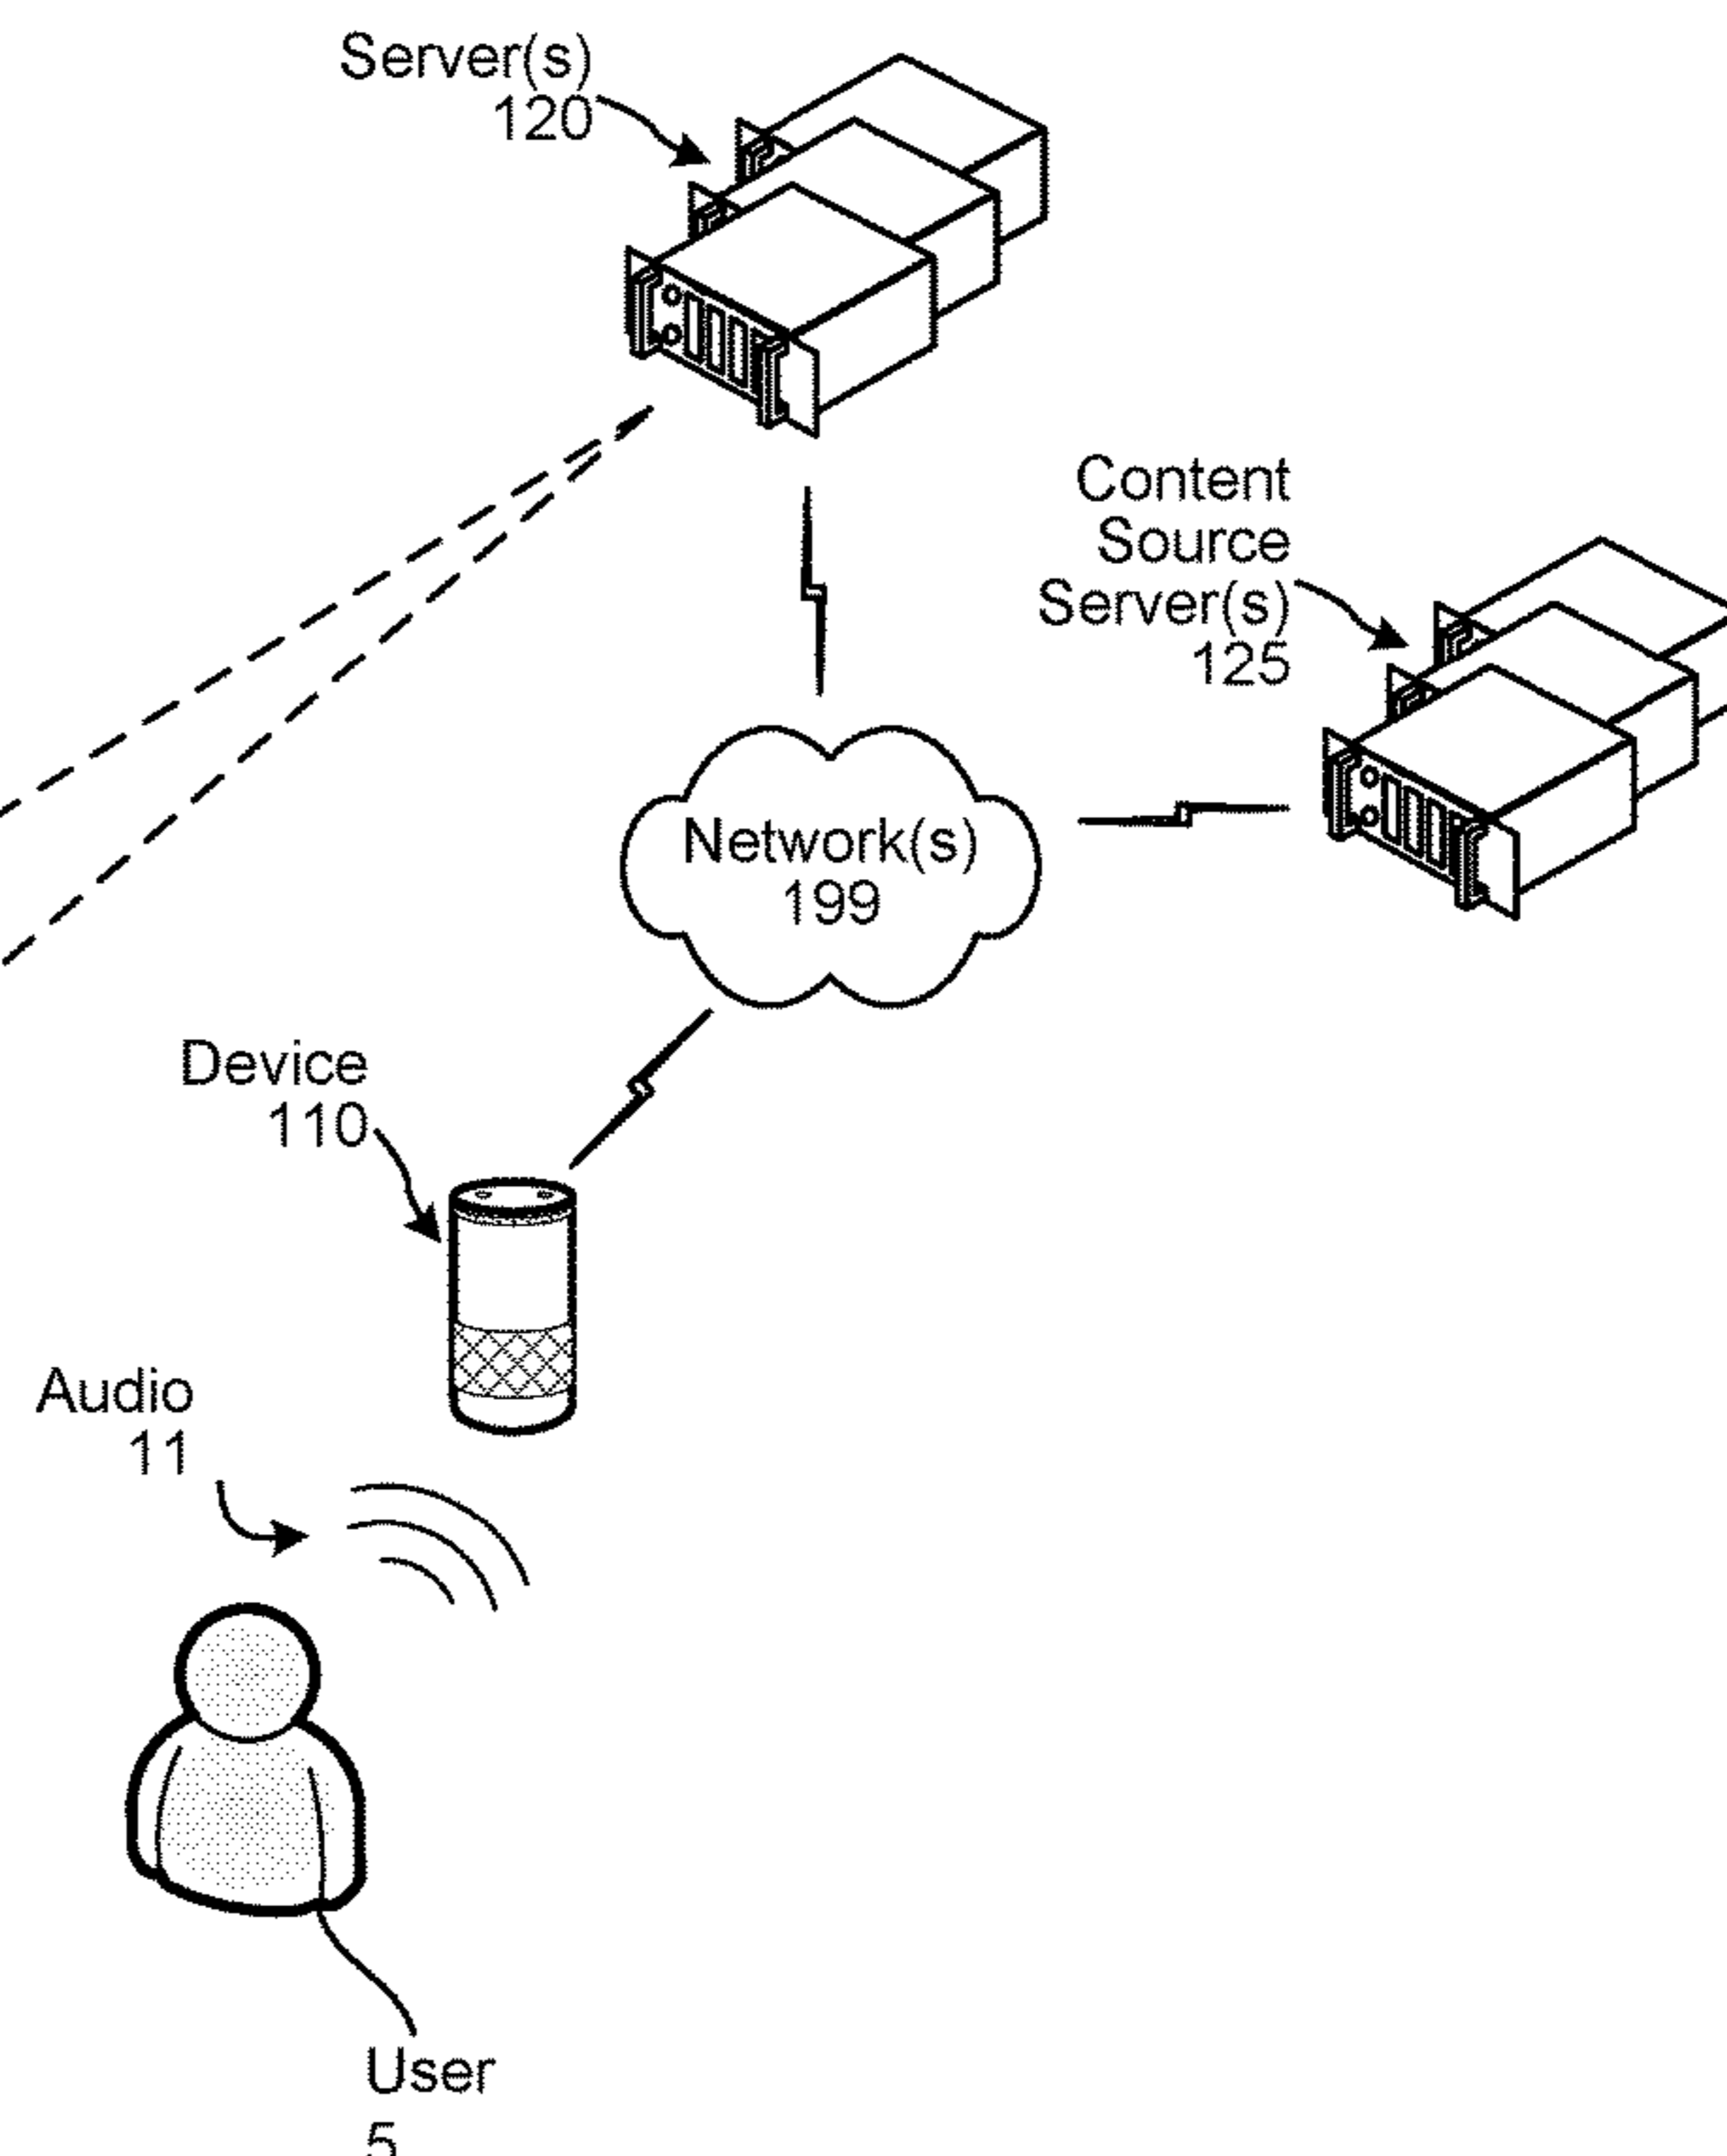 Server(s)
120
Content
Source
Server(s)
125
Network(s)
199
Device
110
Audio
11
User
5